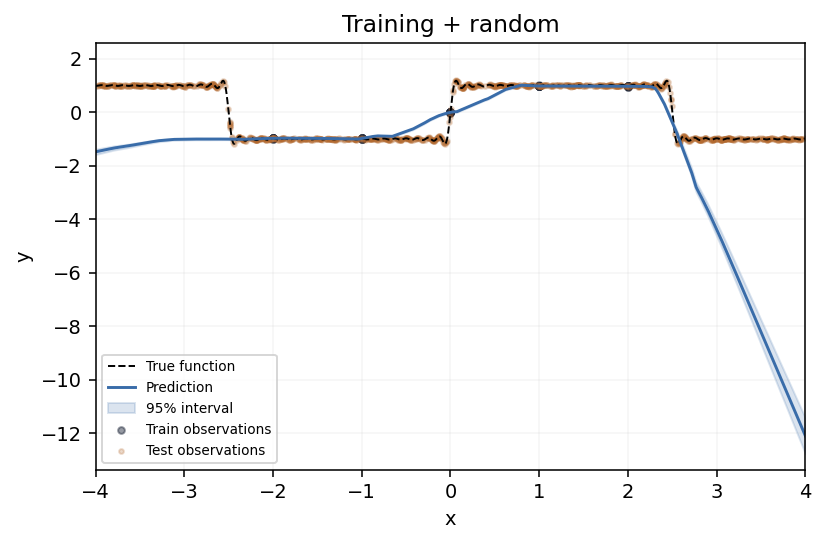 Training + random
2
0
−2
−4
−6
−8
−10
−12
y
True function
Prediction
95% interval
Train observations
Test observations
−4 −3 −2 −1 0 1 2 3 4
x